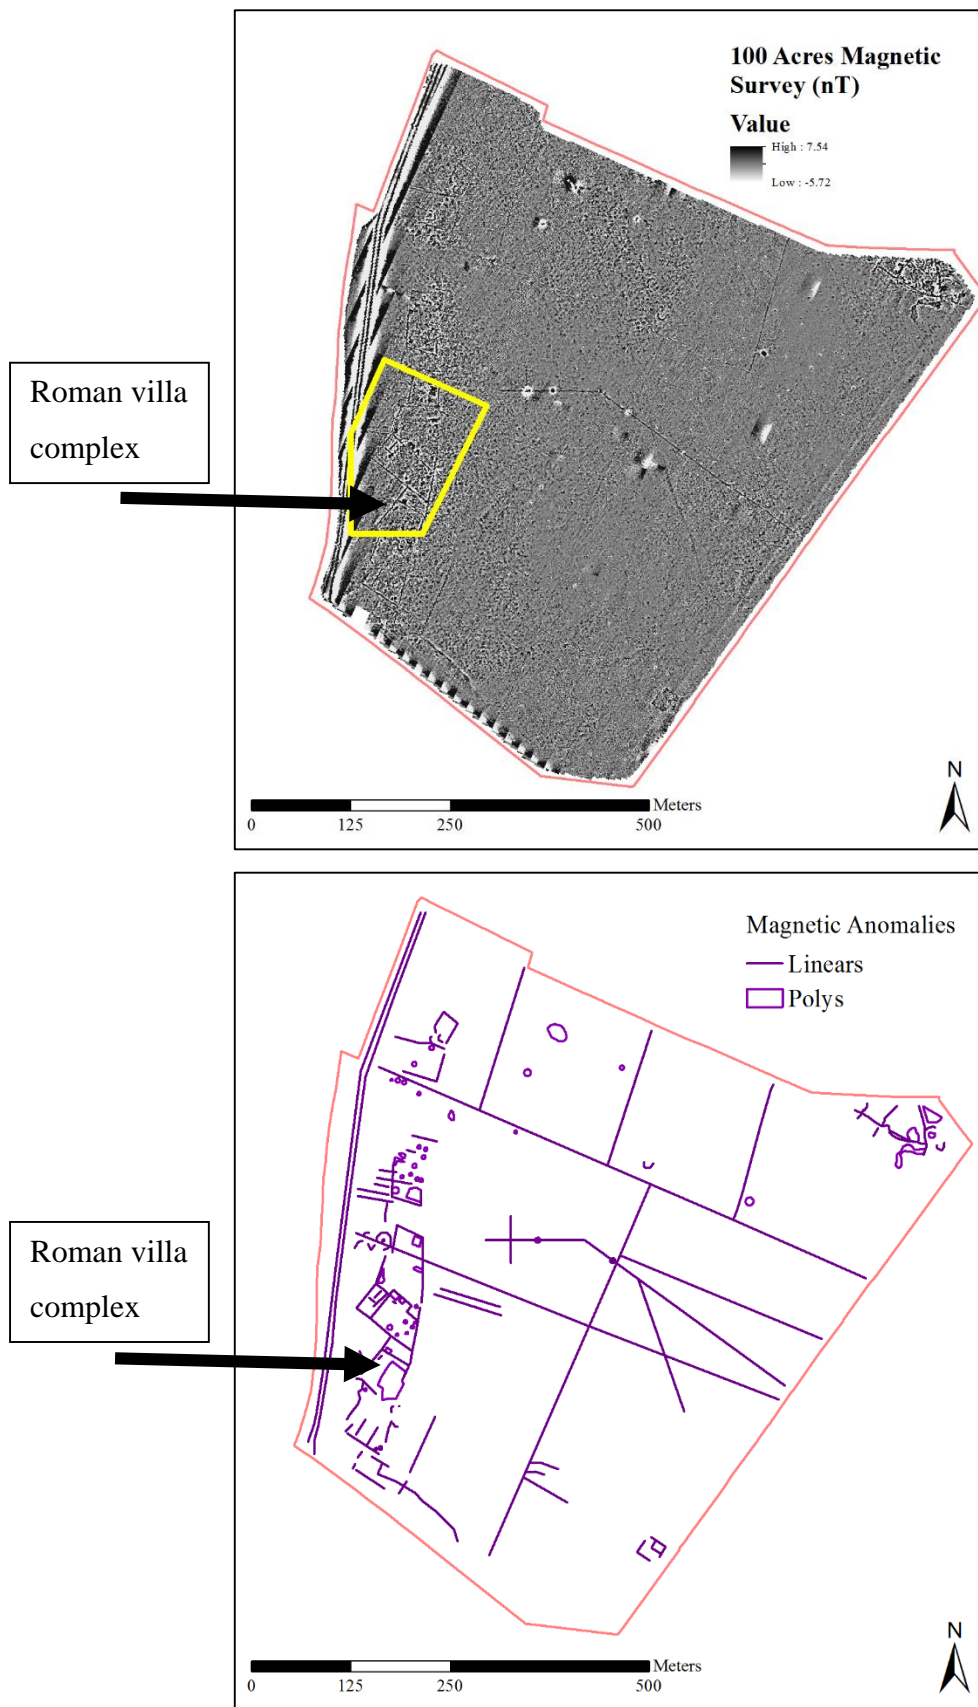 100 Acres Magnetic
Survey (nT)
Value
High : 7.54
Low : -5.72
Roman villa
complex
N
Meters
0 125 250 500
Magnetic Anomalies
Linears
Polys
Roman villa
complex
N
Meters
0 125 250 500